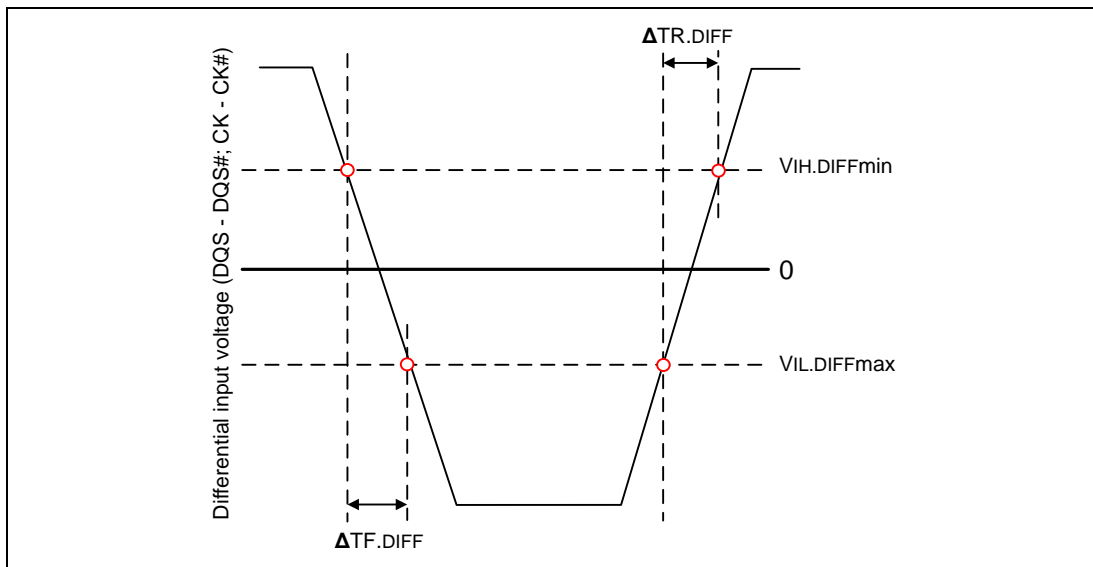 ΔTR.DIFF
Differential input voltage (DQS - DQS#; CK - CK#)
VIH.DIFFmin
0
VIL.DIFFmax
ΔTF.DIFF